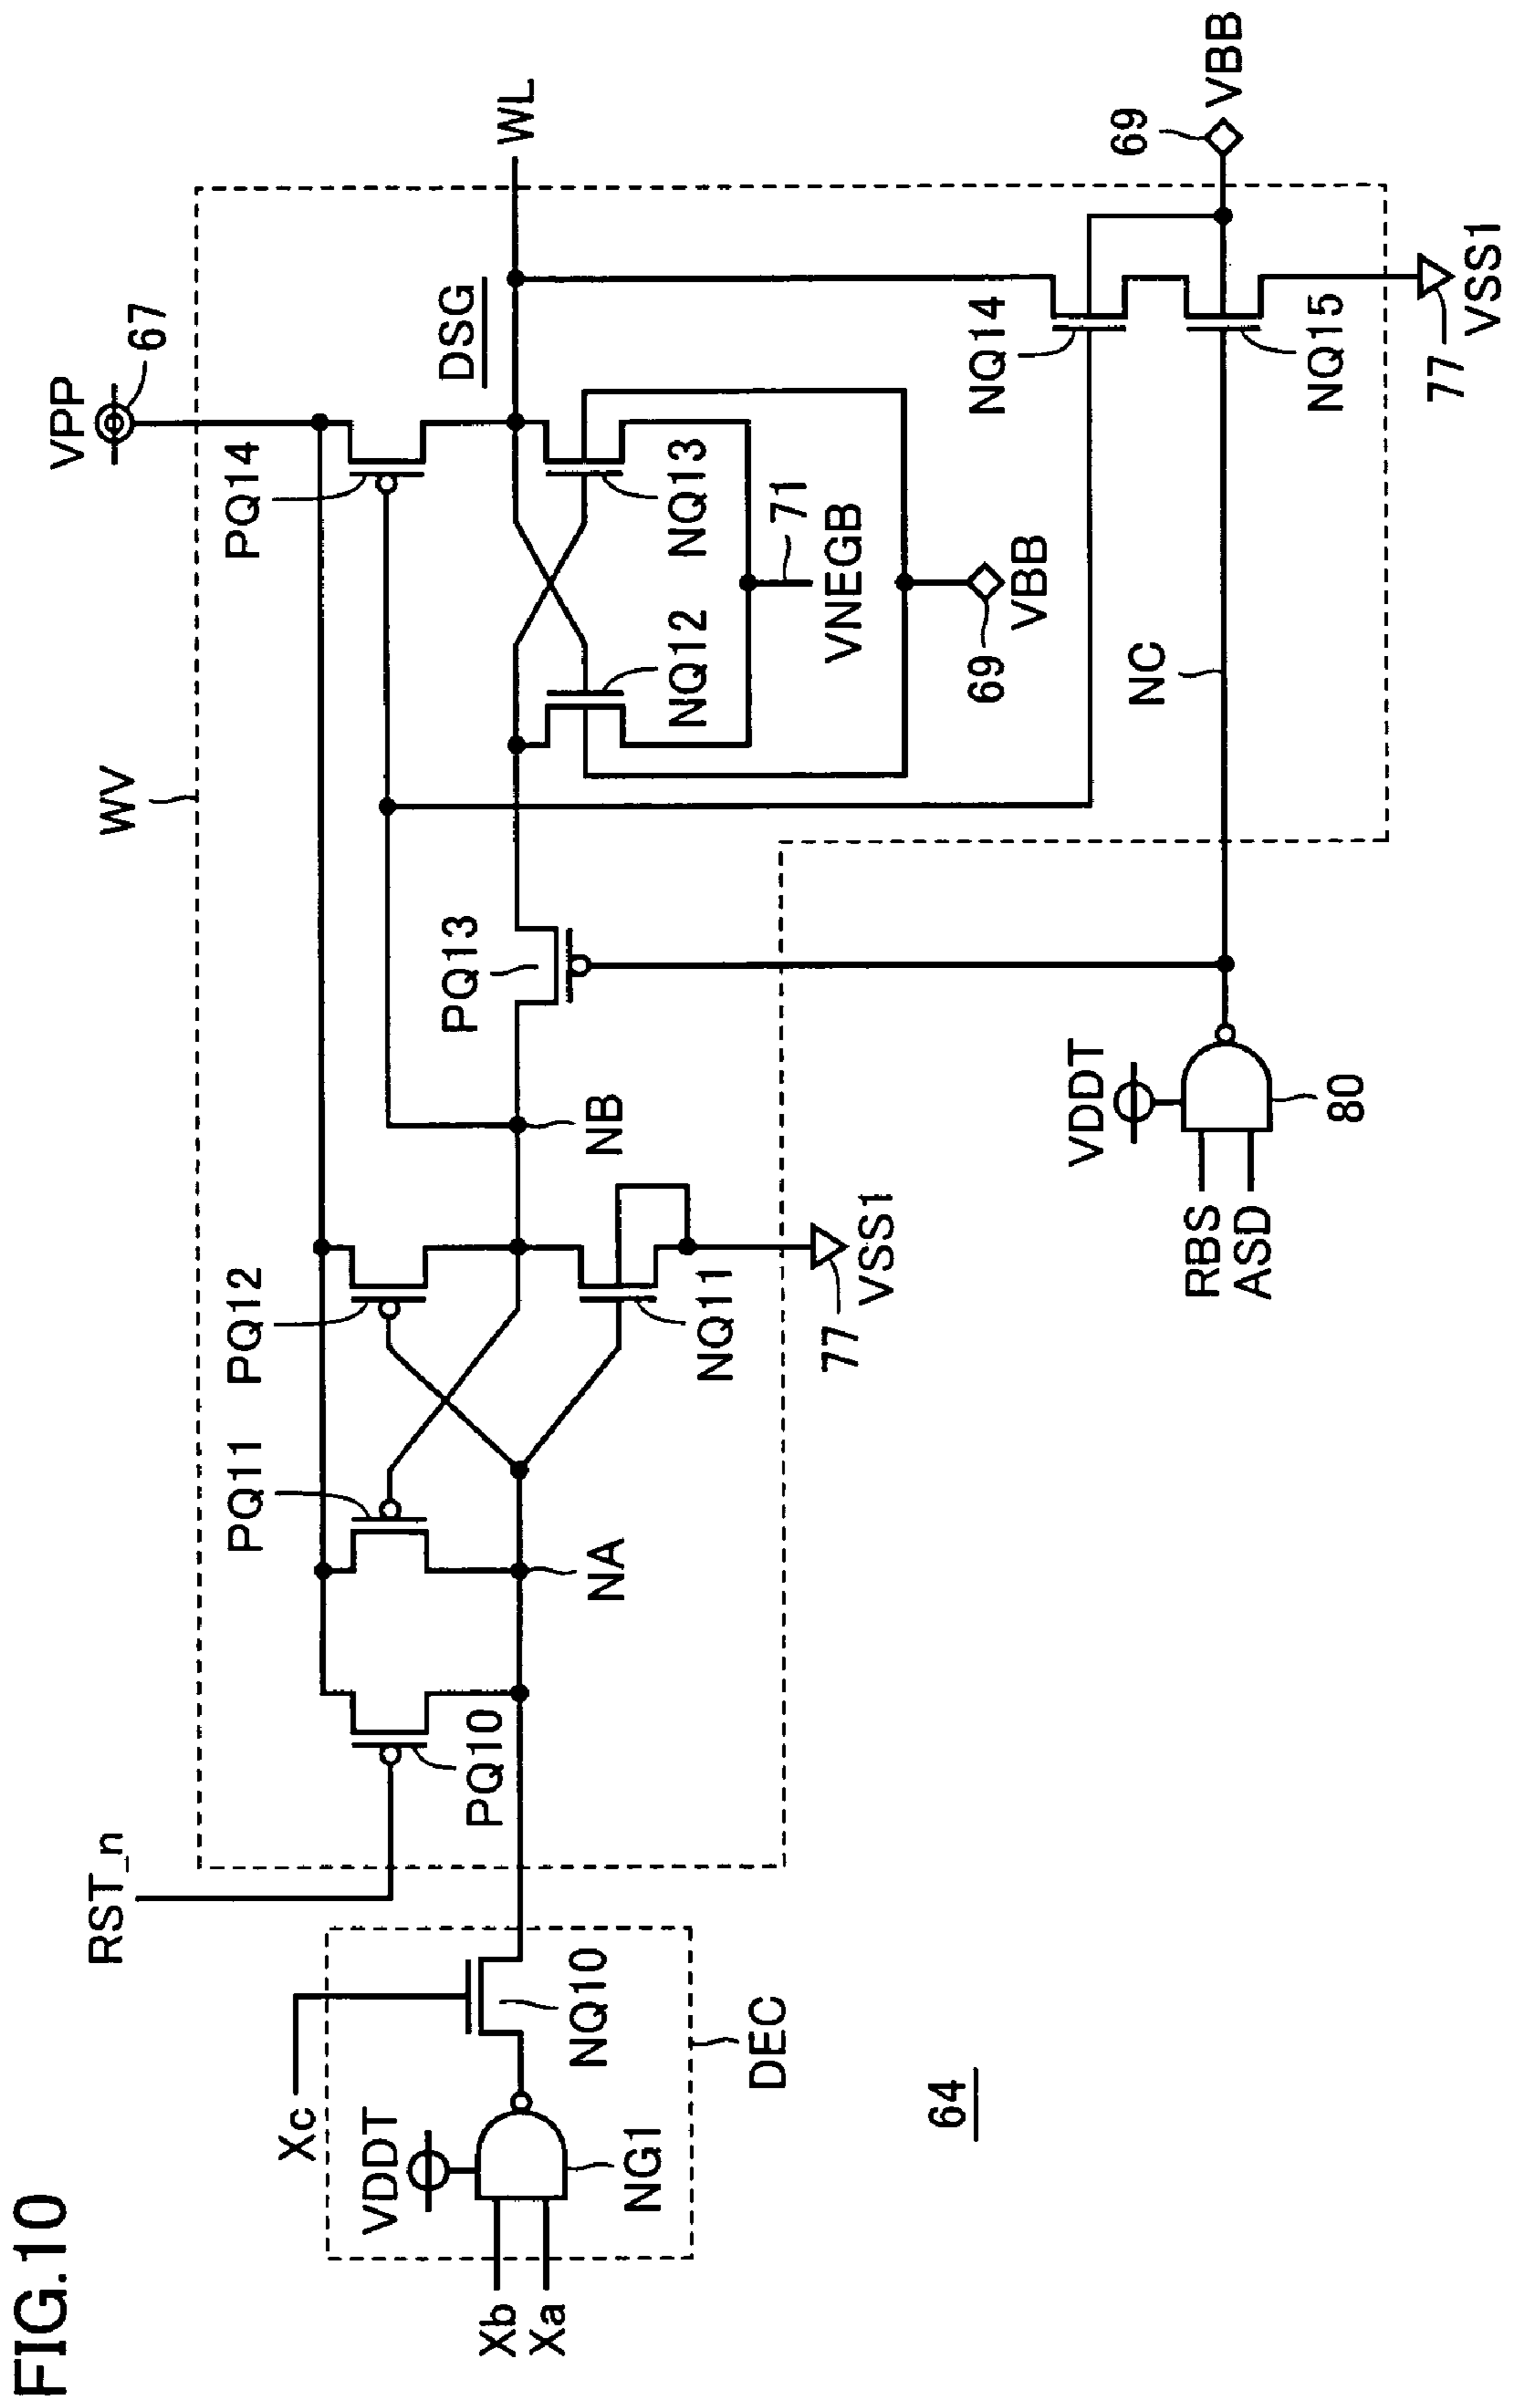 FIG.10
Xb
Xa
VDDT
NG1
Xc
NQ10
DEC
64
RST_n
PQ10
NA
PQ11
PQ12
NQ11
77
VSS1
NB
PQ13
RBS
ASD
VDDT
80
WV
NC
NQ12
NQ13
71
VNEGB
69
VBB
PQ14
VPP
67
DSG
WL
NQ14
NQ15
77
VSS1
69
VBB